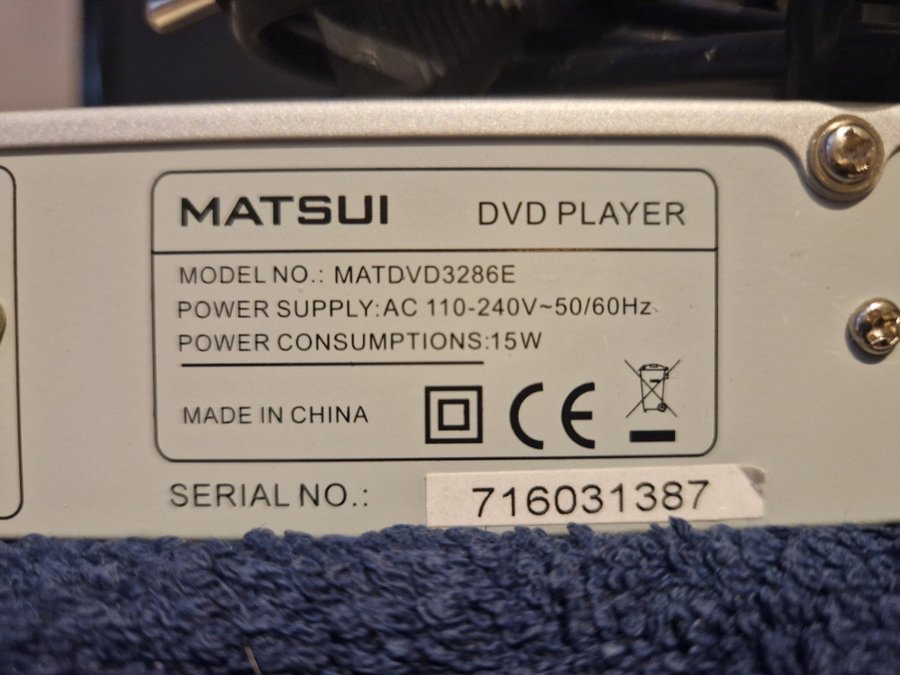 MATSUI DVD PLAYER
MODEL NO.: MATDVD3286E
POWER SUPPLY:AC 110-240V~50/60Hz
POWER CONSUMPTIONS:15W
MADE IN CHINA CE
SERIAL NO.: 716031387